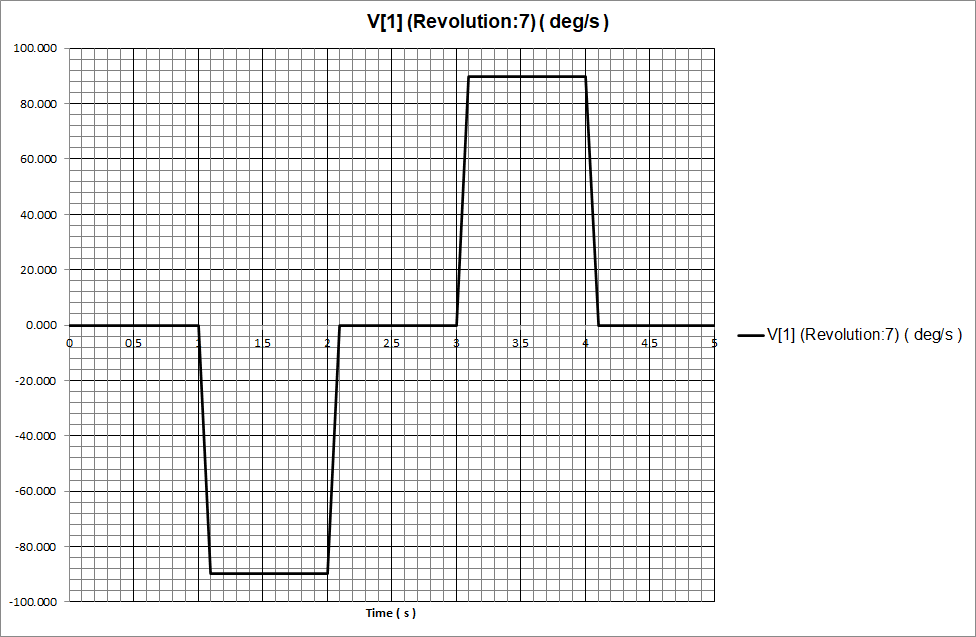 V[1] (Revolution:7) ( deg/s )
100.000
80.000
60.000
40.000
20.000
0.000
-20.000
-40.000
-60.000
-80.000
-100.000
0 0.5 1 1.5 2 2.5 3 3.5 4 4.5 5
Time ( s )
V[1] (Revolution:7) ( deg/s )